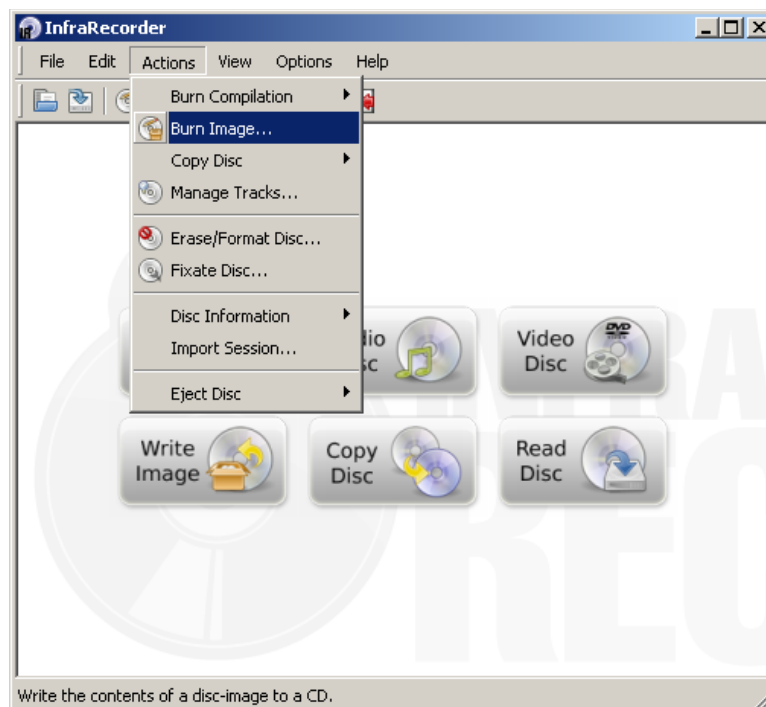 InfraRecorder
File Edit Actions View Options Help
Burn Compilation
Burn Image...
Copy Disc
Manage Tracks...
Erase/Format Disc...
Fixate Disc...
Disc Information
Import Session...
Eject Disc
Video
Disc
Write
Image
Copy
Disc
Read
Disc
Write the contents of a disc-image to a CD.